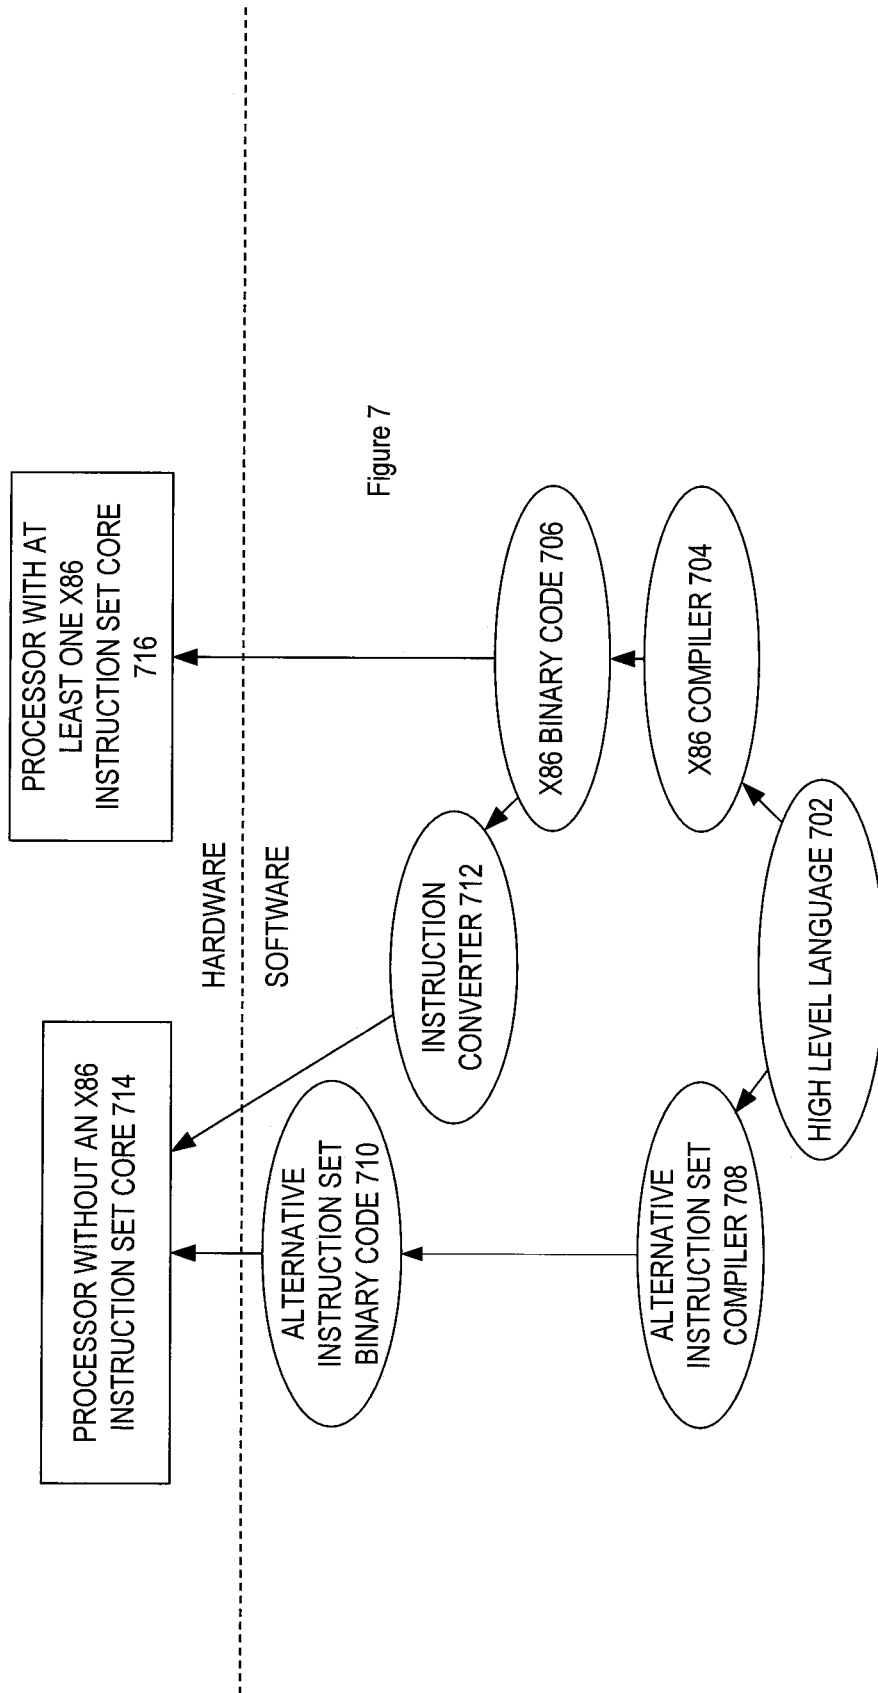 PROCESSOR WITHOUT AN X86
INSTRUCTION SET CORE 714
PROCESSOR WITH AT
LEAST ONE X86
INSTRUCTION SET CORE
716
HARDWARE
SOFTWARE
ALTERNATIVE
INSTRUCTION SET
BINARY CODE 710
INSTRUCTION
CONVERTER 712
Figure 7
X86 BINARY CODE 706
ALTERNATIVE
INSTRUCTION SET
COMPILER 708
X86 COMPILER 704
HIGH LEVEL LANGUAGE 702